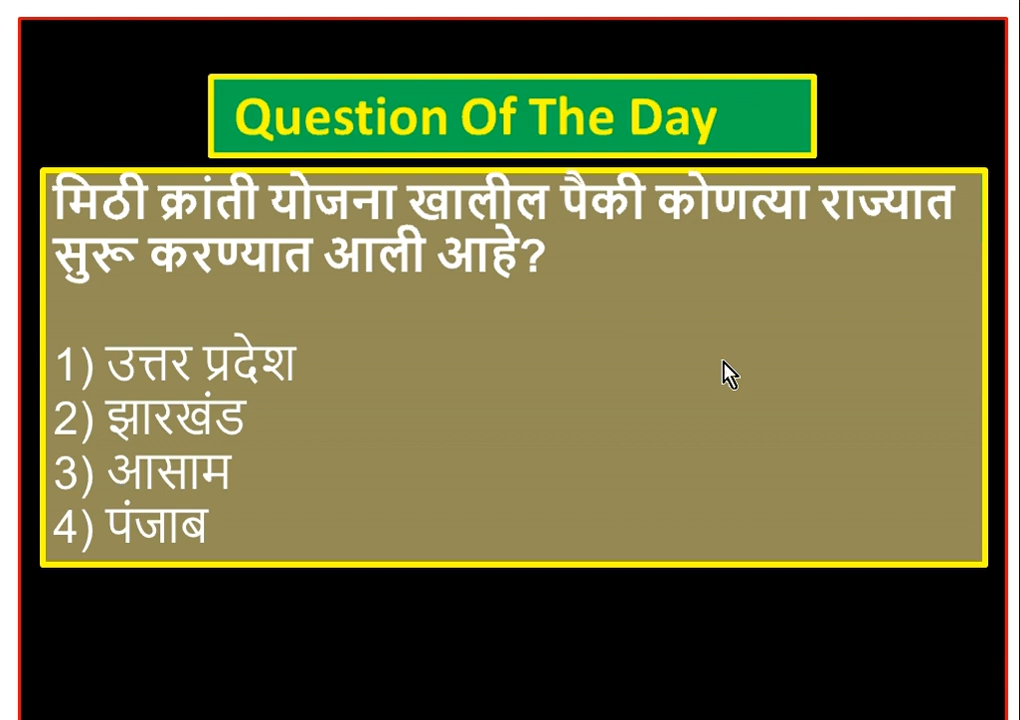 Question Of The Day
मिठी क्रांती योजना खालील पैकी कोणत्या राज्यात
सुरू करण्यात आली आहे?
1) उत्तर प्रदेश
2) झारखंड
3) आसाम
4) पंजाब